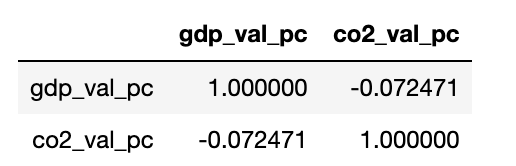 gdp_val_pc co2_val_pc
gdp_val_pc 1.000000 -0.072471
co2_val_pc -0.072471 1.000000